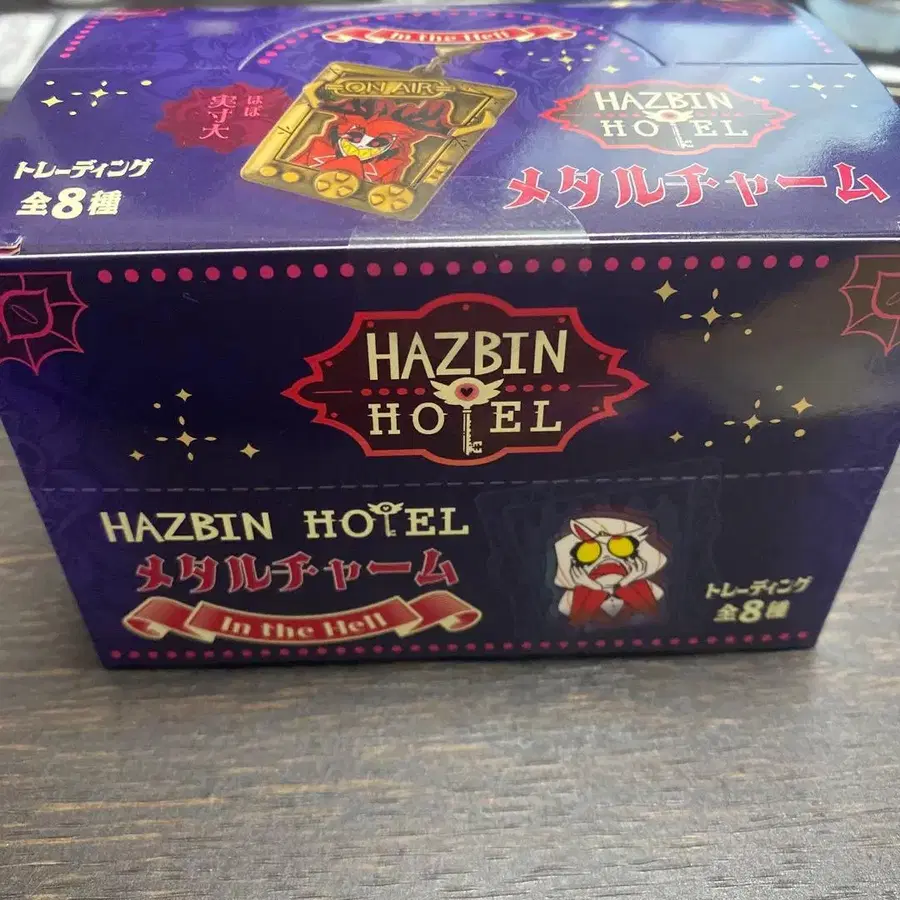 In the Hell
ON AIR
ほぼ
実寸大
HAZBIN
HOTEL
トレーディング
全8種
メタルチャーム
HAZBIN
HOTEL
HAZBIN HOTEL
メタルチャーム
In the Hell
トレーディング
全8種